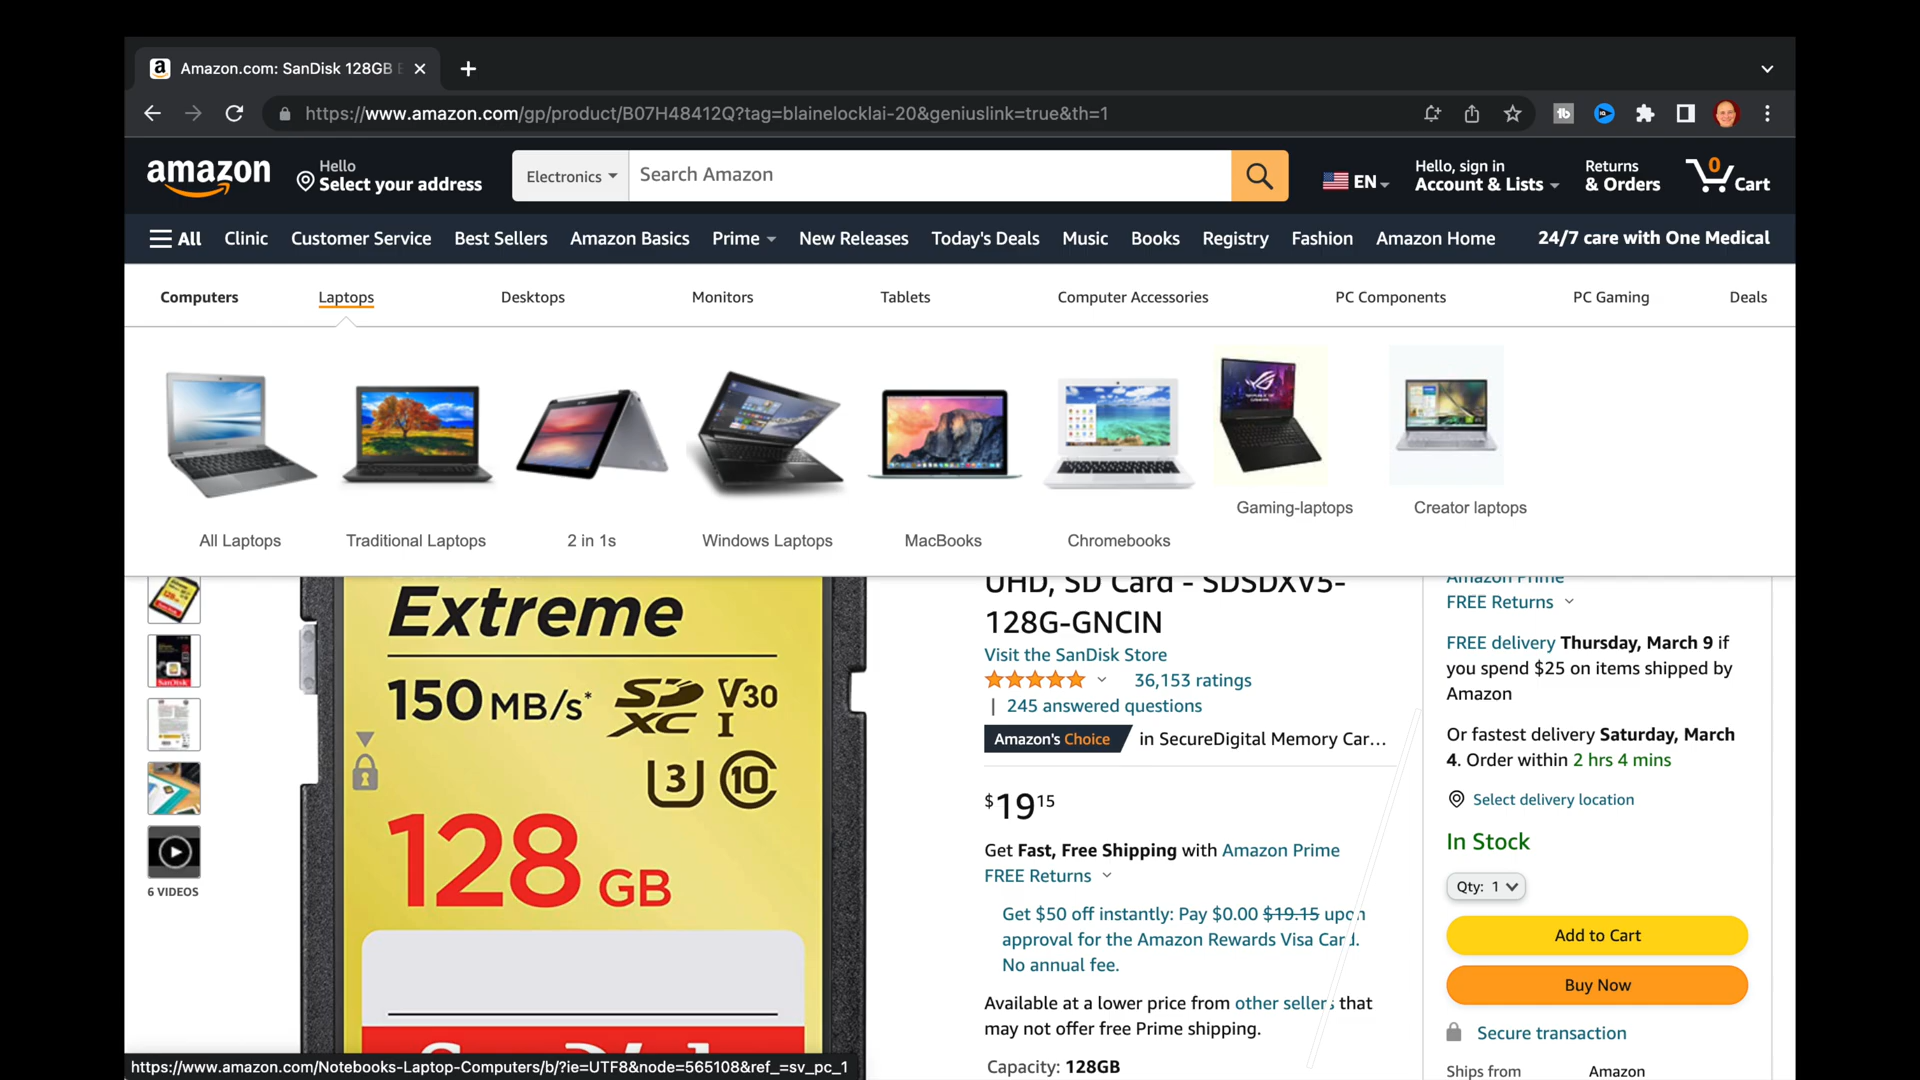 Amazon.com: SanDisk 128GB
https://www.amazon.com/gp/product/B07H48412Q?tag=blainelocklai-20&geniuslink=true&th=1
amazon
Hello
Select your address
Electronics
Search Amazon
EN
Hello, sign in
Account & Lists
Returns
& Orders
0
Cart
All
Clinic
Customer Service
Best Sellers
Amazon Basics
Prime
New Releases
Today's Deals
Music
Books
Registry
Fashion
Amazon Home
24/7 care with One Medical
Computers
Laptops
Desktops
Monitors
Tablets
Computer Accessories
PC Components
PC Gaming
Deals
Gaming-laptops
Creator laptops
All Laptops
Traditional Laptops
2 in 1s
Windows Laptops
MacBooks
Chromebooks
6 VIDEOS
Extreme
150 MB/s*
SD XC
V30
I
U3
10
128 GB
UHD, SD Card - SDSDXV5-
128G-GNCIN
Visit the SanDisk Store
36,153 ratings
| 245 answered questions
Amazon's Choice
in SecureDigital Memory Car...
$19 15
Get Fast, Free Shipping with Amazon Prime
FREE Returns
Get $50 off instantly: Pay $0.00 $19.15 upon
approval for the Amazon Rewards Visa Card.
No annual fee.
Available at a lower price from other sellers that
may not offer free Prime shipping.
Capacity: 128GB
Amazon Prime
FREE Returns
FREE delivery Thursday, March 9 if
you spend $25 on items shipped by
Amazon
Or fastest delivery Saturday, March
4. Order within 2 hrs 4 mins
Select delivery location
In Stock
Qty: 1
Add to Cart
Buy Now
Secure transaction
Ships from
Amazon
https://www.amazon.com/Notebooks-Laptop-Computers/b/?ie=UTF8&node=565108&ref_=sv_pc_1